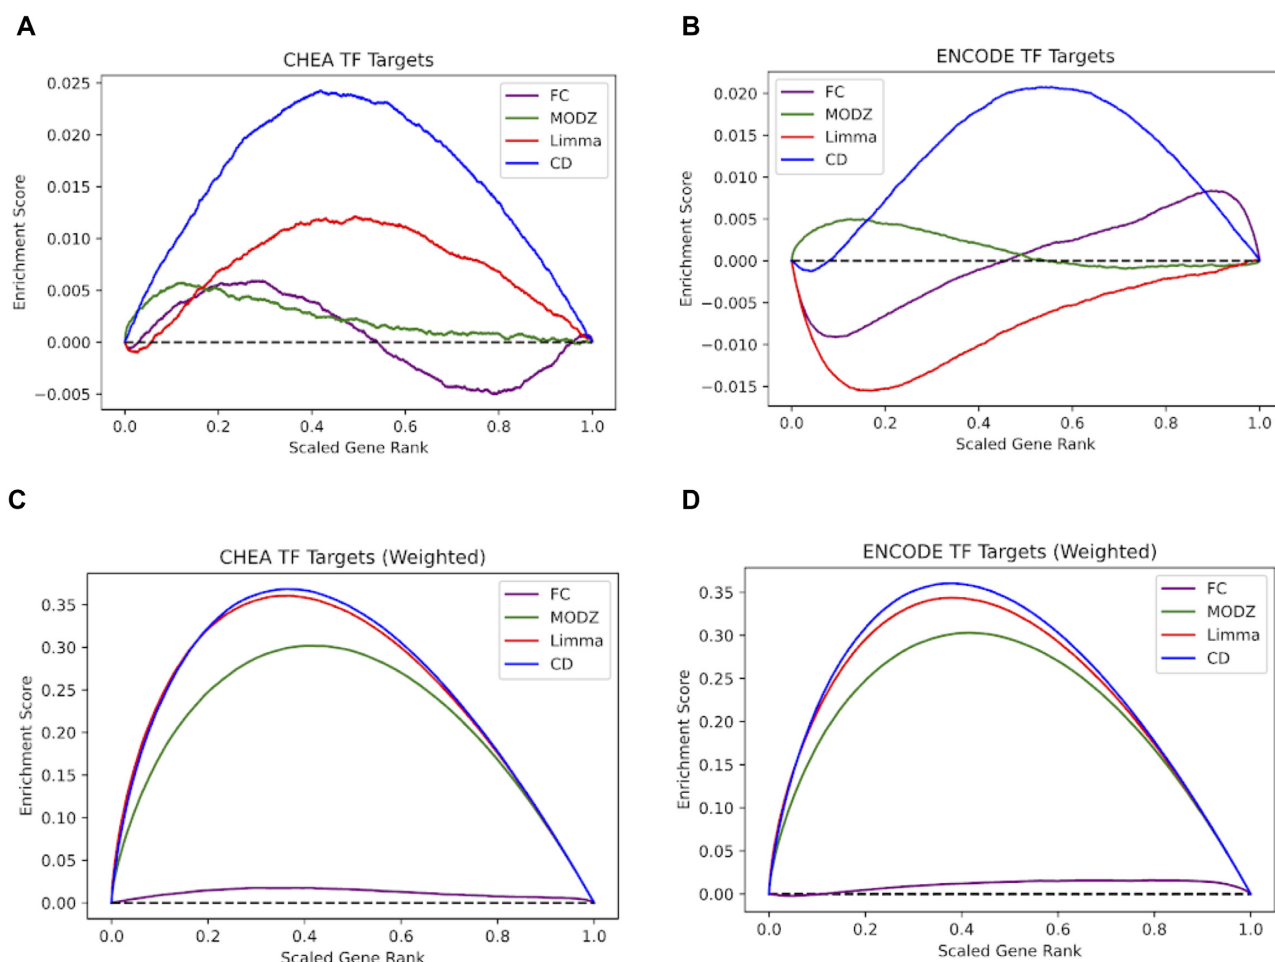 A
CHEA TF Targets
Enrichment Score
0.025
0.020
0.015
0.010
0.005
0.000
−0.005
FC
MODZ
Limma
CD
0.0 0.2 0.4 0.6 0.8 1.0
Scaled Gene Rank
B
ENCODE TF Targets
Enrichment Score
0.020
0.015
0.010
0.005
0.000
−0.005
−0.010
−0.015
FC
MODZ
Limma
CD
0.0 0.2 0.4 0.6 0.8 1.0
Scaled Gene Rank
C
CHEA TF Targets (Weighted)
Enrichment Score
0.35
0.30
0.25
0.20
0.15
0.10
0.05
0.00
FC
MODZ
Limma
CD
0.0 0.2 0.4 0.6 0.8 1.0
Scaled Gene Rank
D
ENCODE TF Targets (Weighted)
Enrichment Score
0.35
0.30
0.25
0.20
0.15
0.10
0.05
0.00
FC
MODZ
Limma
CD
0.0 0.2 0.4 0.6 0.8 1.0
Scaled Gene Rank